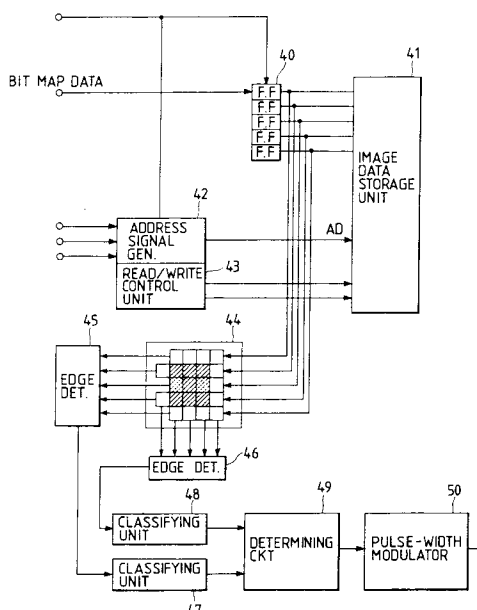 40
41
BIT MAP DATA
F.F
F.F
F.F
F.F
F.F
IMAGE
DATA
STORAGE
UNIT
42
ADDRESS
SIGNAL
GEN.
AD
43
READ/WRITE
CONTROL
UNIT
44
45
EDGE
DET.
46
EDGE DET.
48
CLASSIFYING
UNIT
49
DETERMINING
CKT
50
PULSE-WIDTH
MODULATOR
CLASSIFYING
UNIT
47